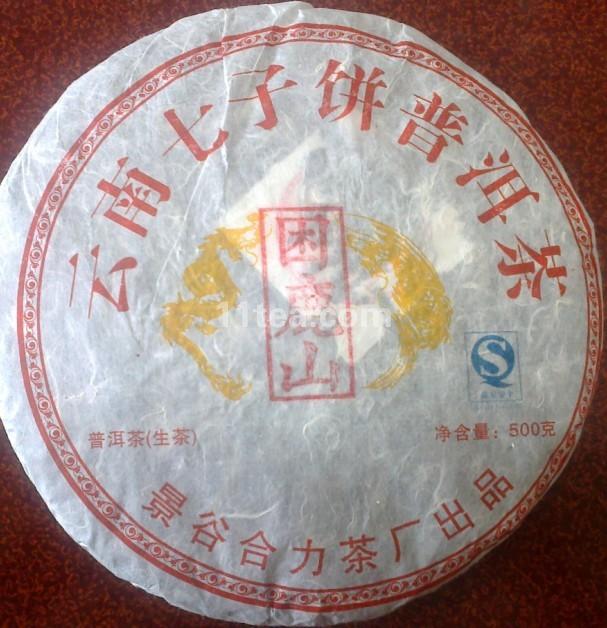 云南七子饼普洱茶
困鹿山
11tea.com
普洱茶(生茶)
净含量：500克
景谷合力茶厂出品